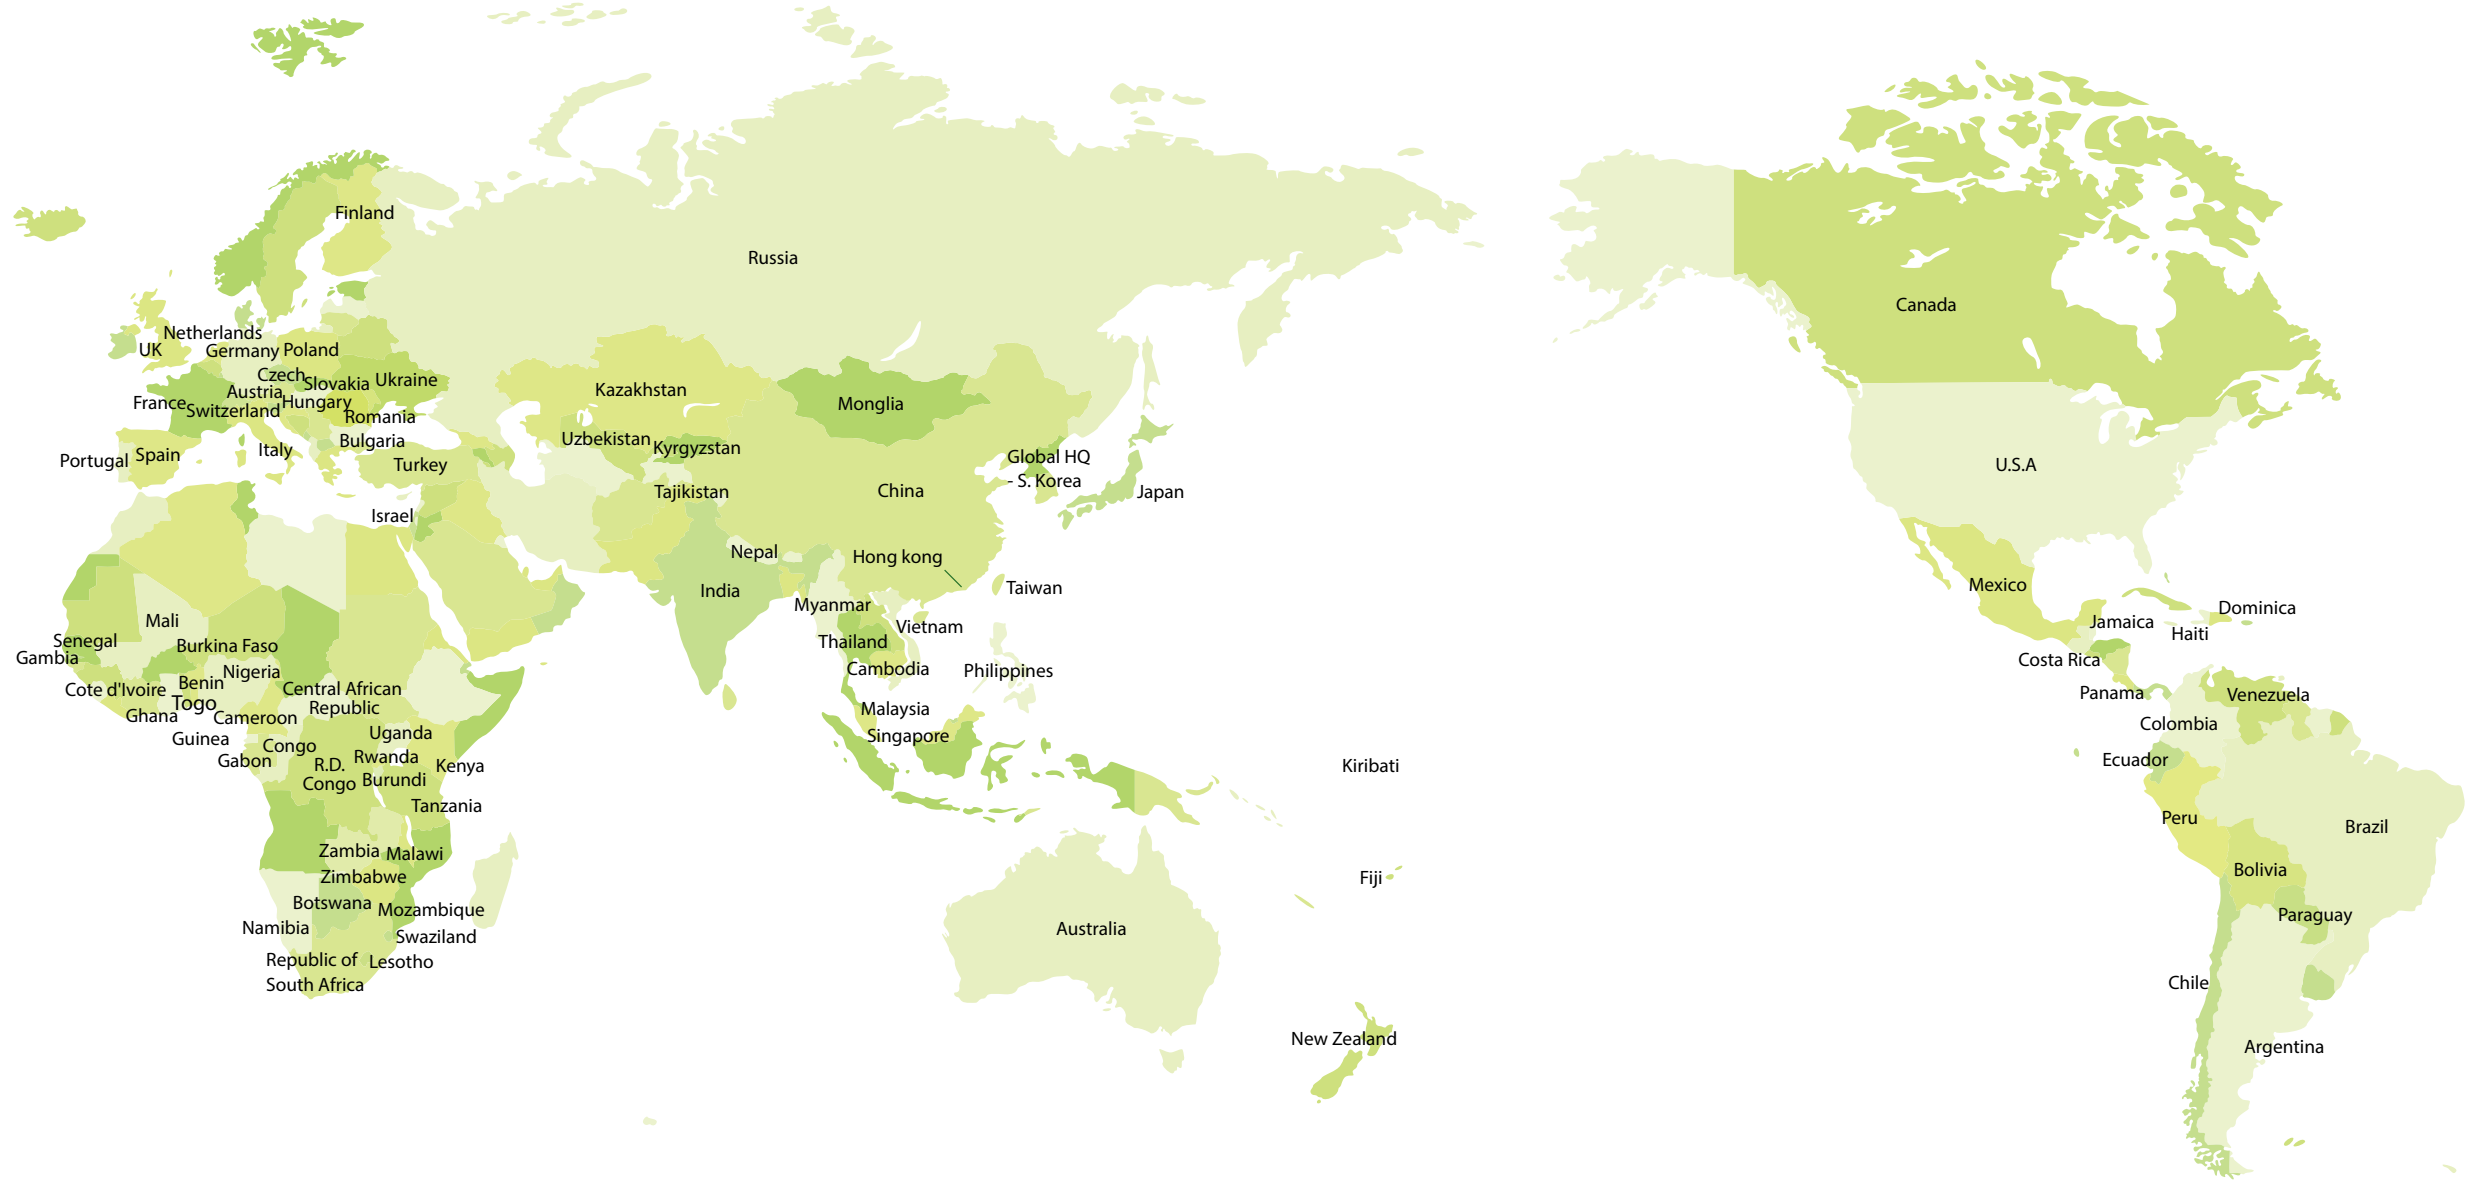 Finland
Russia
Canada
Netherlands
UK
Germany
Poland
Czech
Slovakia
Ukraine
Austria
France
Switzerland
Hungary
Romania
Bulgaria
Portugal
Spain
Italy
Turkey
Israel
Kazakhstan
Uzbekistan
Kyrgyzstan
Tajikistan
Monglia
China
Global HQ
- S. Korea
Japan
U.S.A
Nepal
Hong kong
India
Taiwan
Myanmar
Vietnam
Thailand
Cambodia
Philippines
Malaysia
Singapore
Mexico
Jamaica
Dominica
Haiti
Costa Rica
Panama
Venezuela
Colombia
Ecuador
Peru
Brazil
Bolivia
Paraguay
Chile
Argentina
Mali
Senegal
Gambia
Burkina Faso
Nigeria
Benin
Cote d'Ivoire
Togo
Ghana
Central African
Republic
Cameroon
Guinea
Congo
Gabon
Uganda
Rwanda
R.D.
Congo
Burundi
Kenya
Tanzania
Zambia
Malawi
Zimbabwe
Botswana
Mozambique
Namibia
Swaziland
Republic of
South Africa
Lesotho
Kiribati
Fiji
Australia
New Zealand